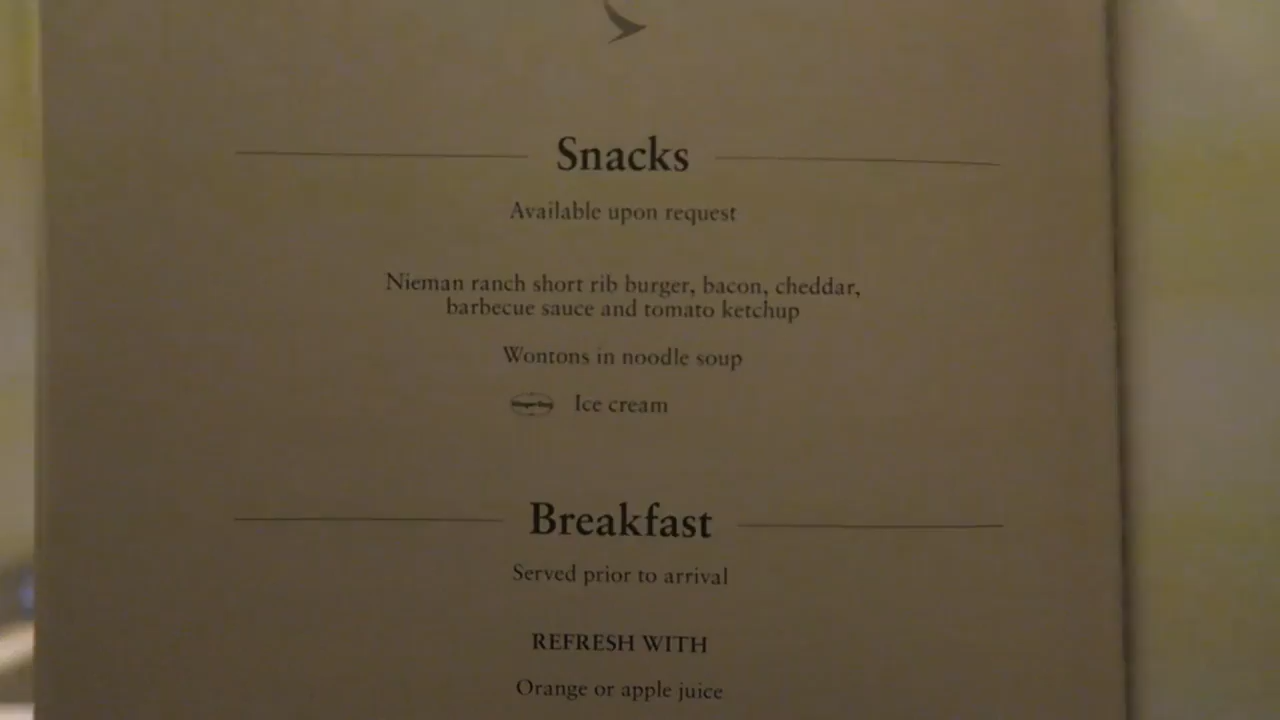 Snacks
Available upon request
Nieman ranch short rib burger, bacon, cheddar,
barbecue sauce and tomato ketchup
Wontons in noodle soup
Ice cream
Breakfast
Served prior to arrival
REFRESH WITH
Orange or apple juice